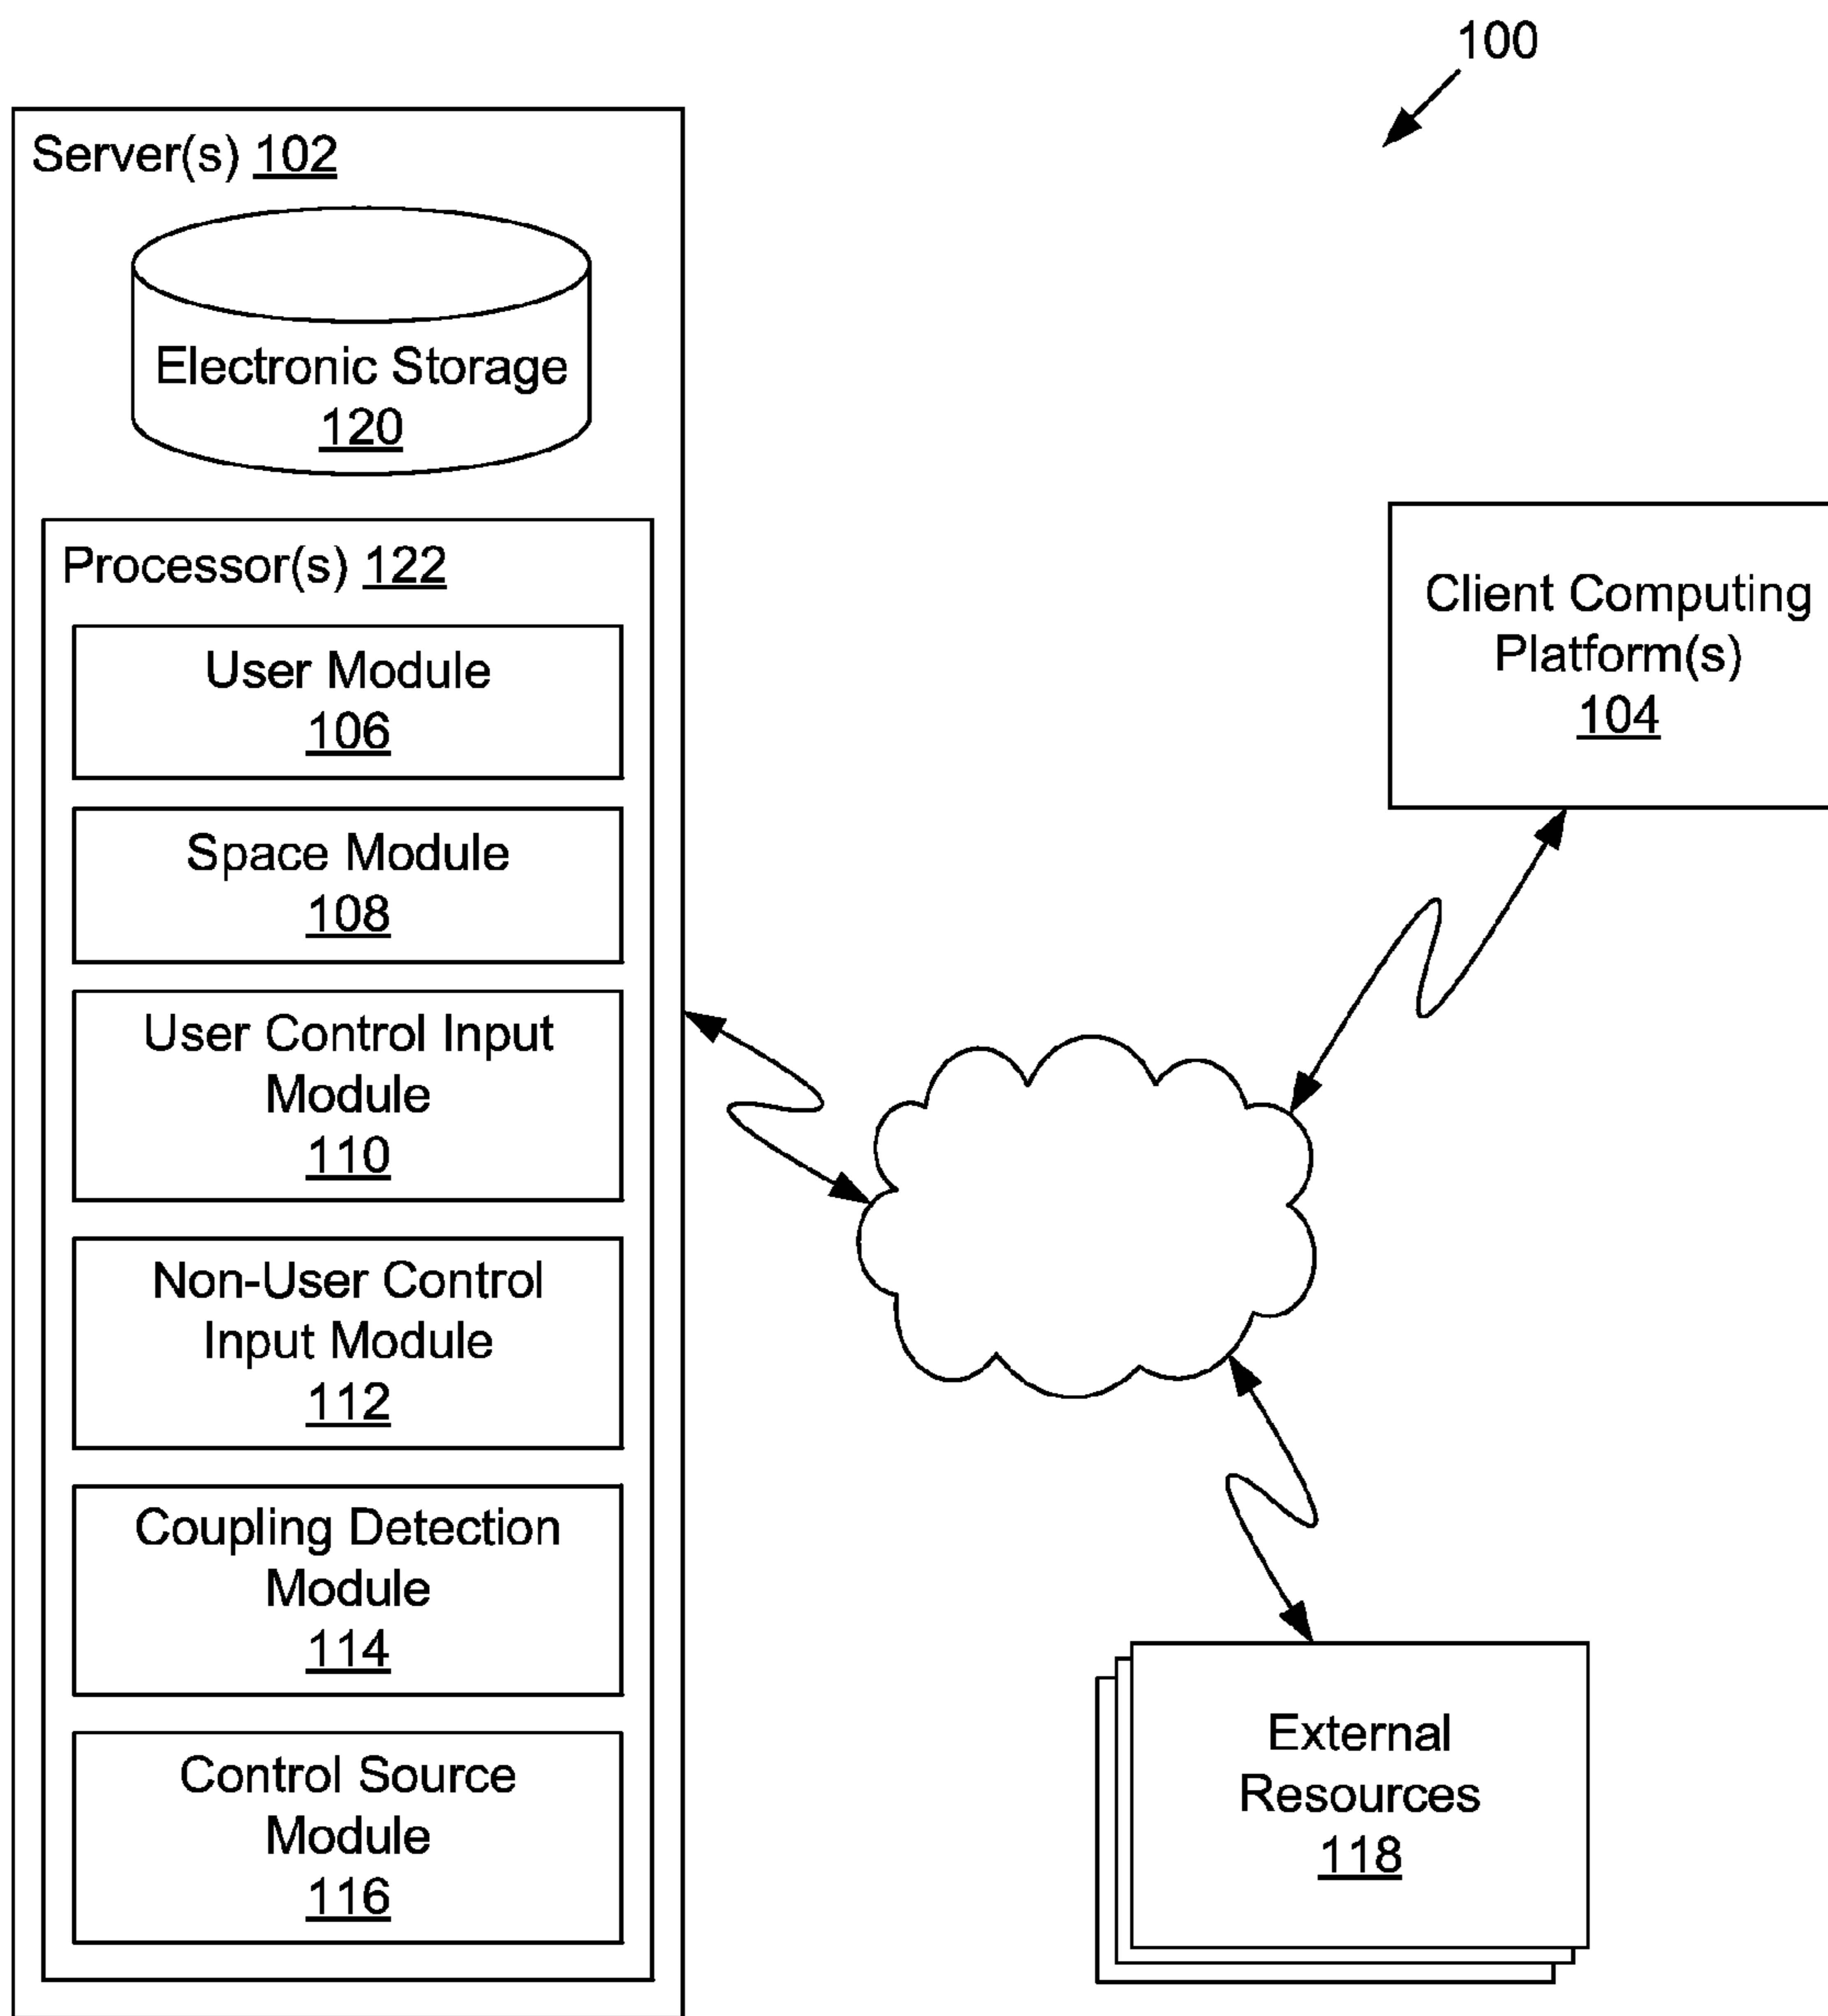 100
Server(s) 102
Electronic Storage
120
Processor(s) 122
User Module
106
Space Module
108
User Control Input
Module
110
Non-User Control
Input Module
112
Coupling Detection
Module
114
Control Source
Module
116
Client Computing
Platform(s)
104
External
Resources
118